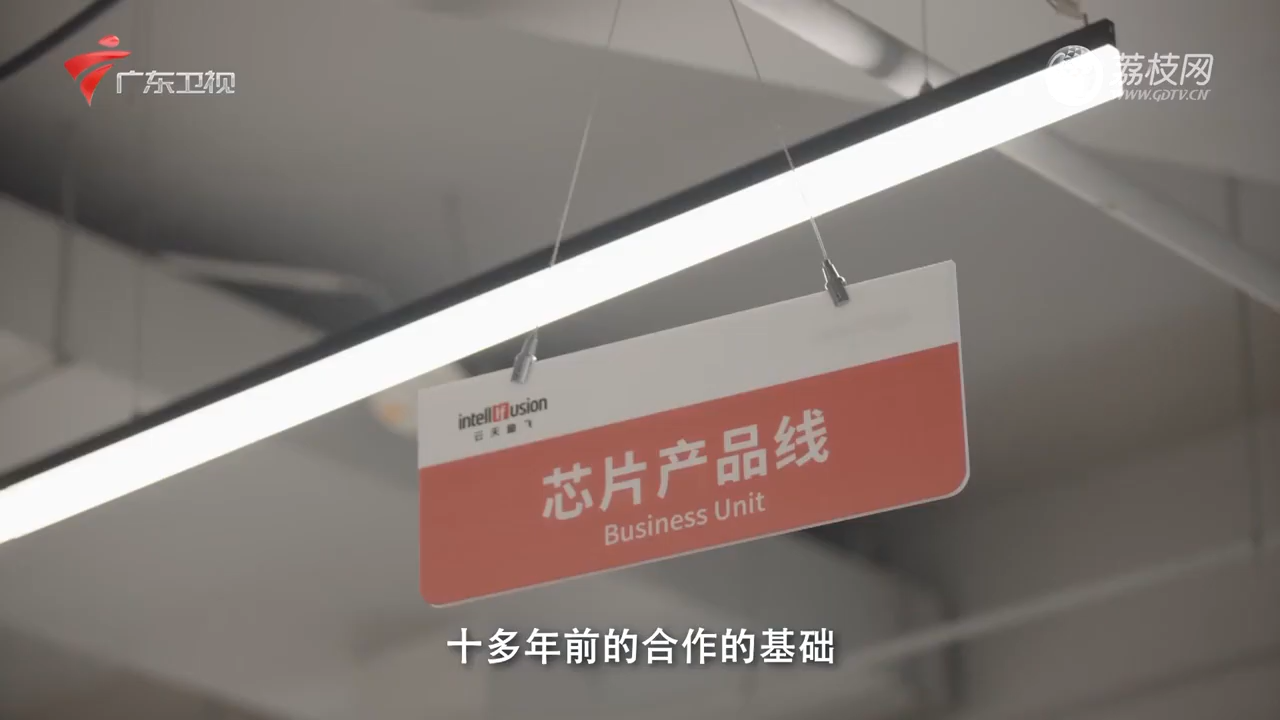 广东卫视
荔枝网
WWW.GDTV.CN
intellifusion
云天励飞
芯片产品线
Business Unit
十多年前的合作的基础